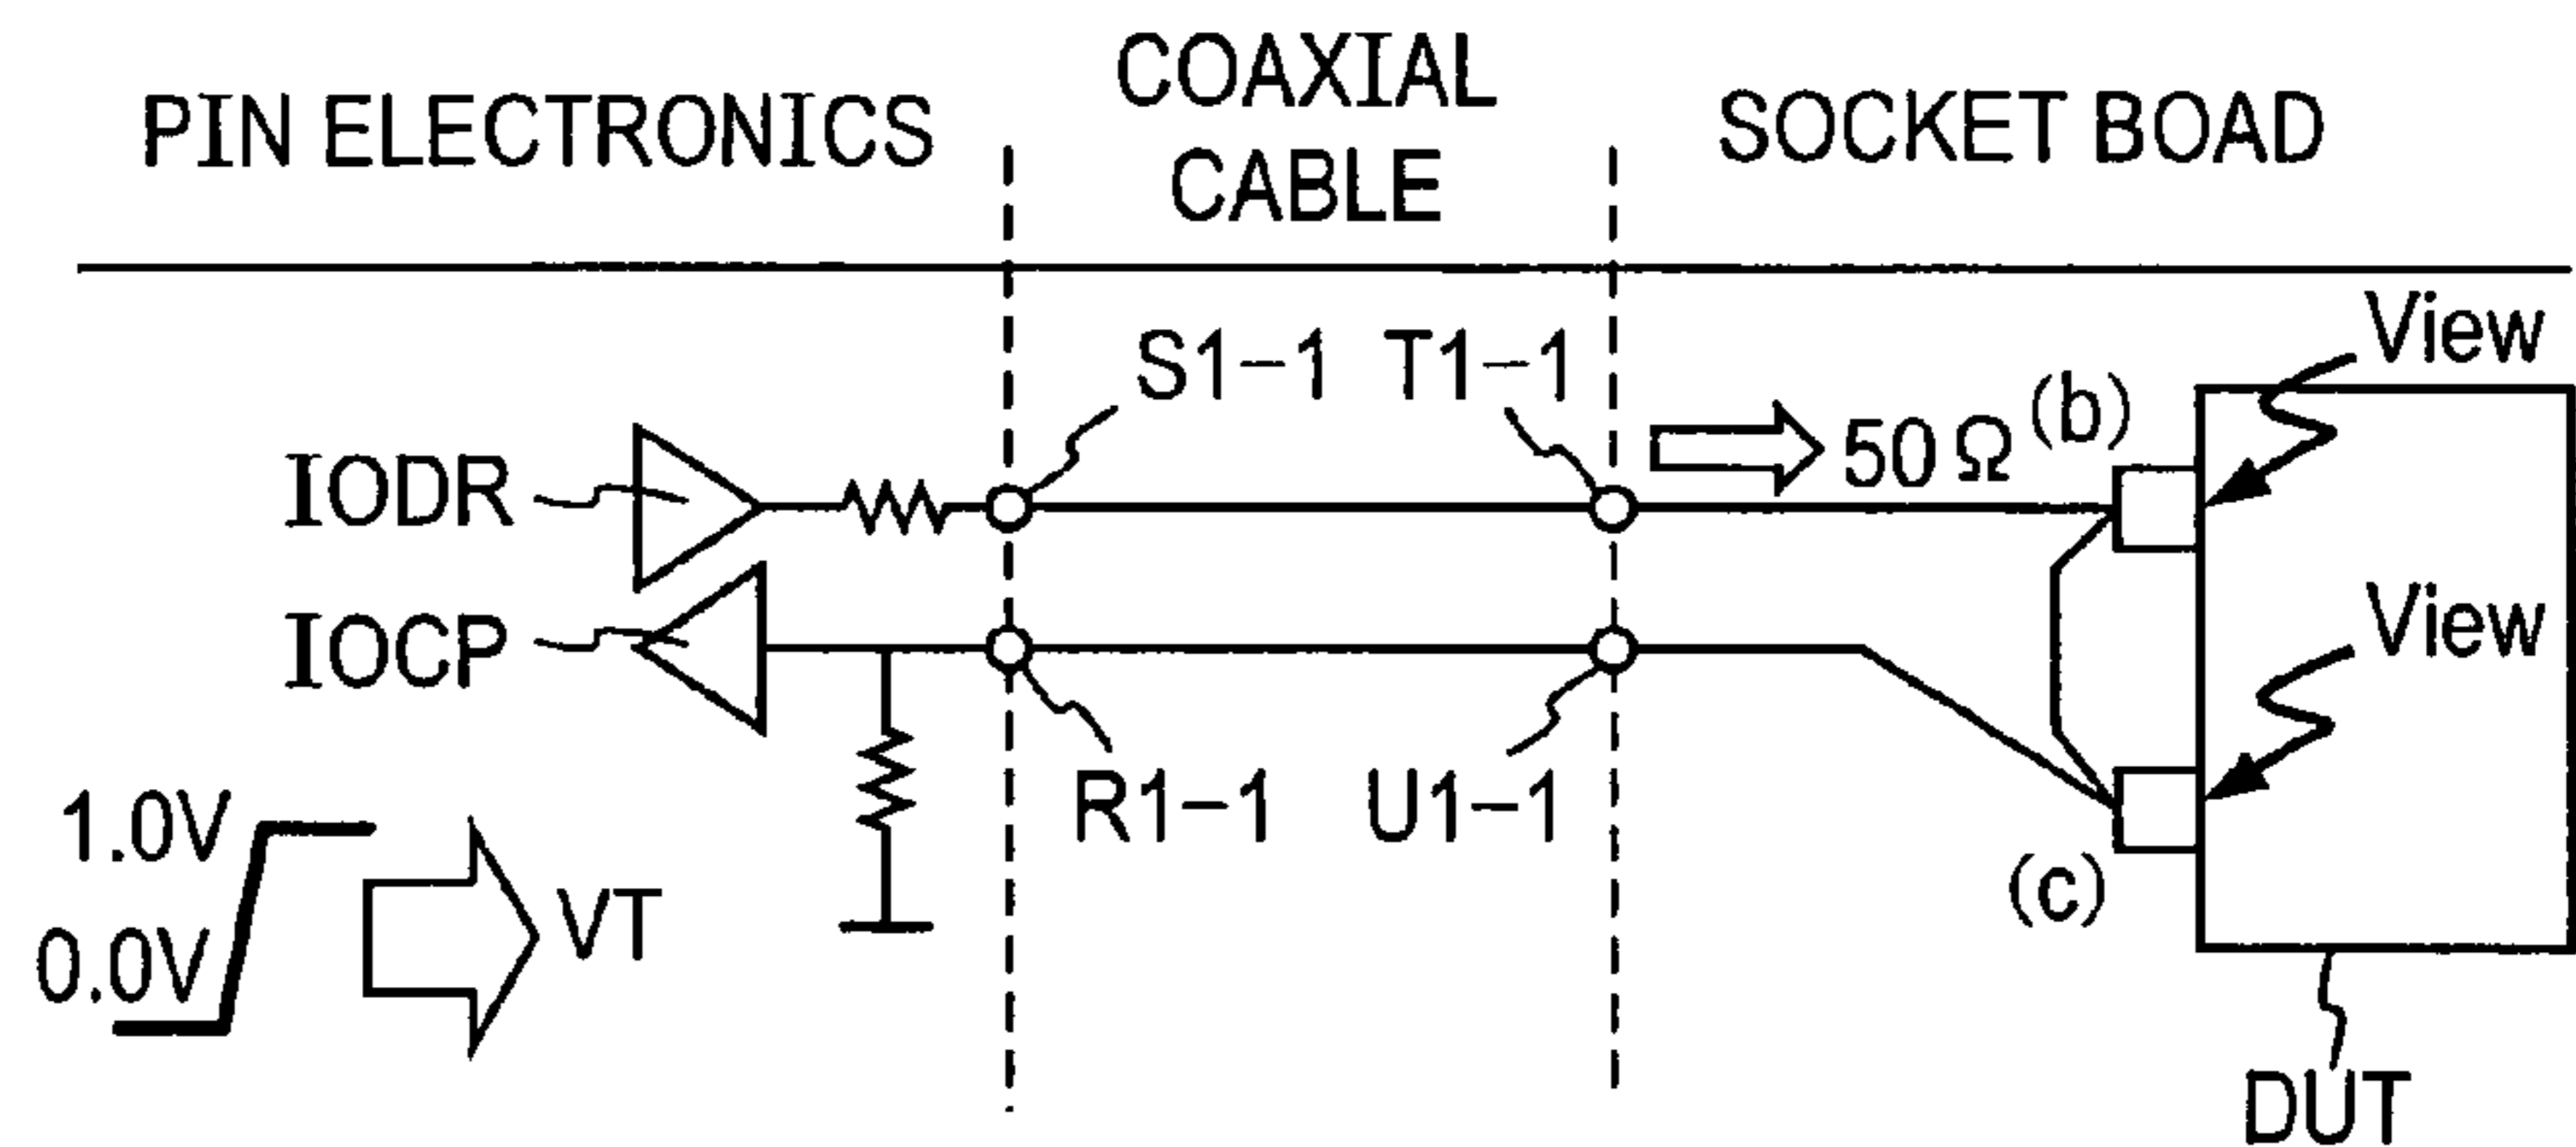 PIN ELECTRONICS
COAXIAL
CABLE
SOCKET BOAD
View
S1-1
T1-1
50Ω
(b)
IODR
IOCP
View
R1-1
U1-1
1.0V
0.0V
VT
(c)
DUT